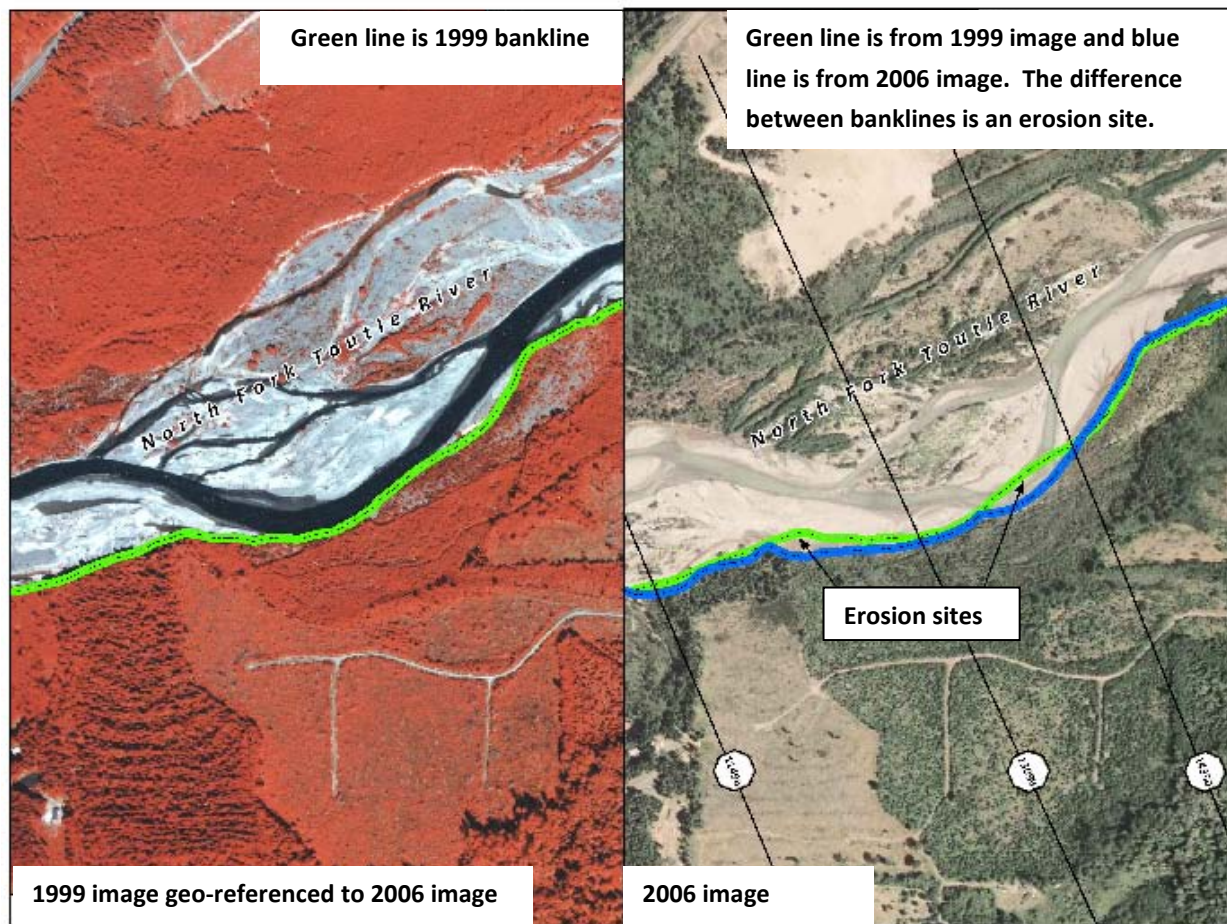 Green line is 1999 bankline
Green line is from 1999 image and blue
line is from 2006 image. The difference
between banklines is an erosion site.
North Fork Toutle River
North Fork Toutle River
Erosion sites
1999 image geo-referenced to 2006 image
2006 image